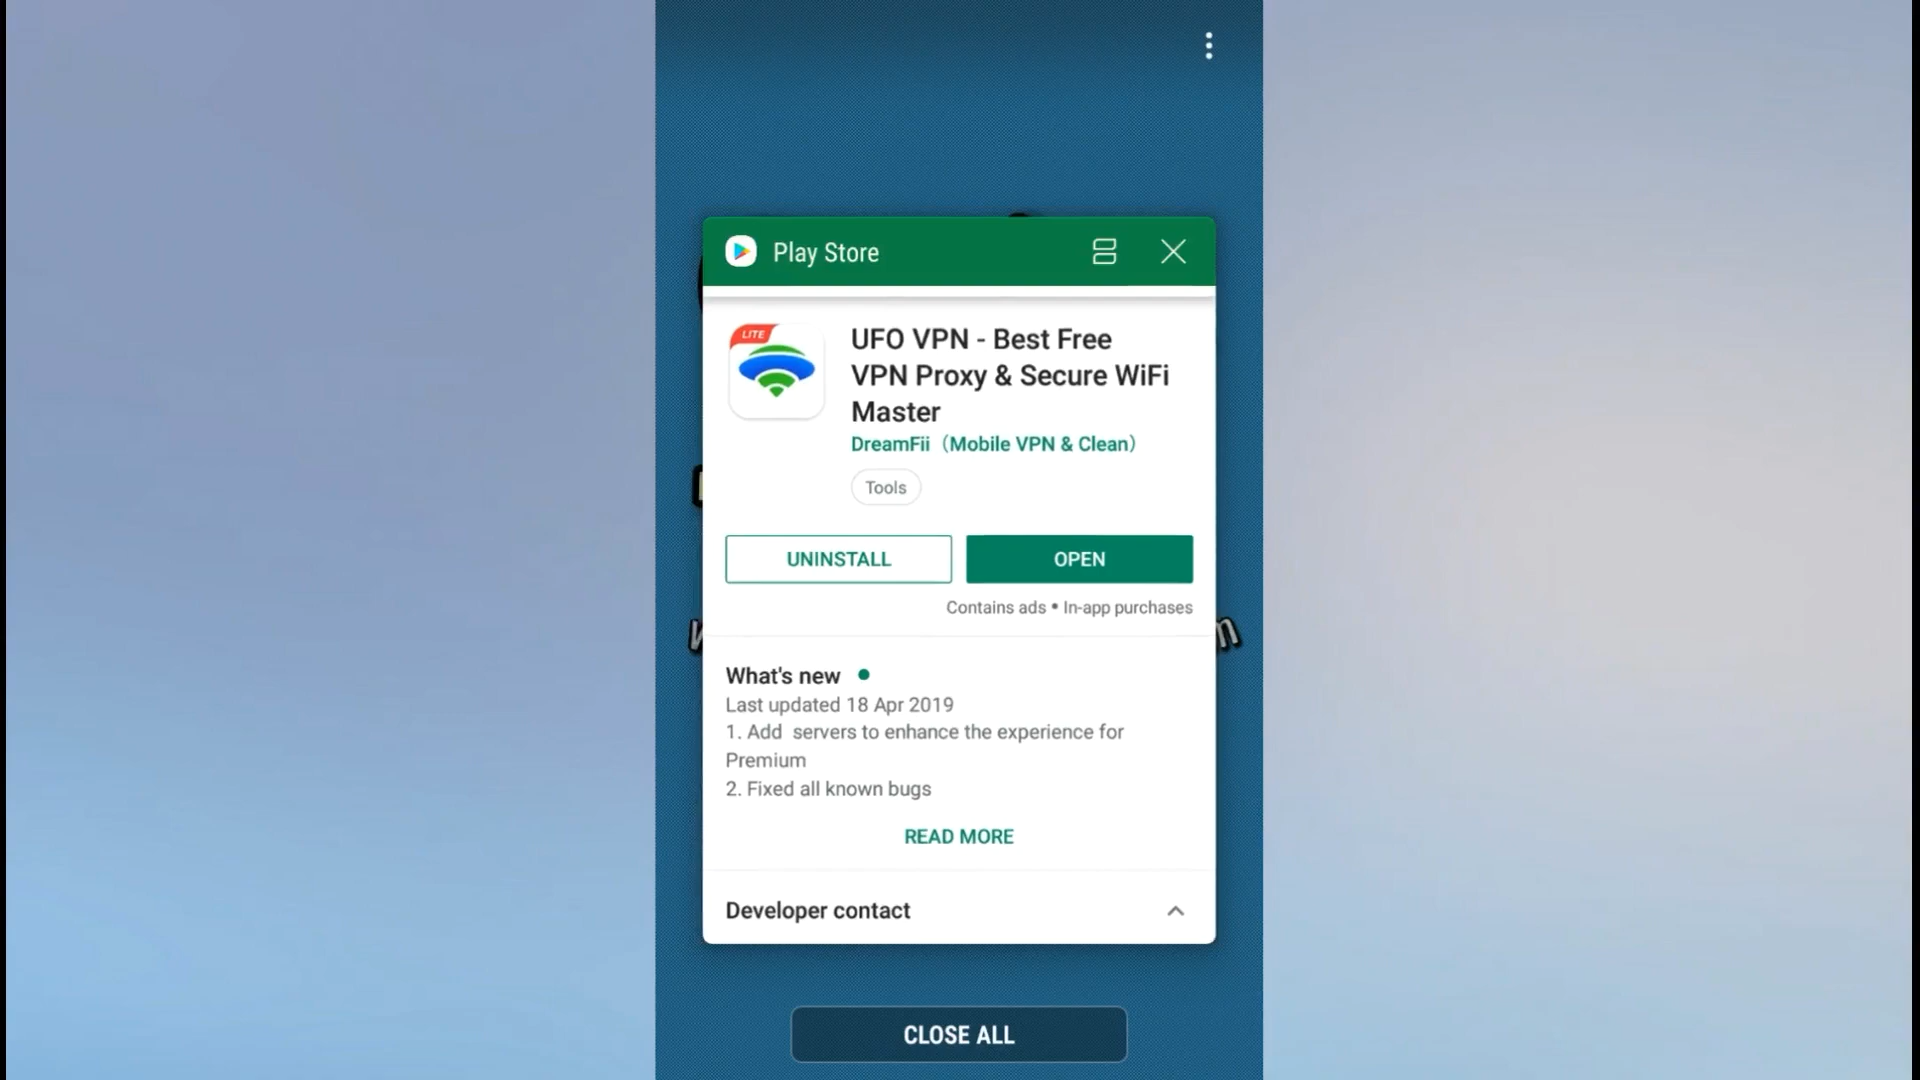 Play Store
LITE
UFO VPN - Best Free
VPN Proxy & Secure WiFi
Master
DreamFii（Mobile VPN & Clean）
Tools
UNINSTALL
OPEN
Contains ads • In-app purchases
What's new
Last updated 18 Apr 2019
1. Add  servers to enhance the experience for
Premium
2. Fixed all known bugs
READ MORE
Developer contact
CLOSE ALL